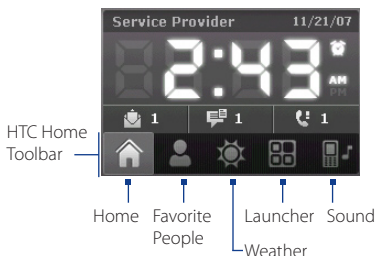 Service Provider 11/21/07
2:43
AM
PM
1 1 1
HTC Home
Toolbar
Home Favorite People Launcher Sound
Weather